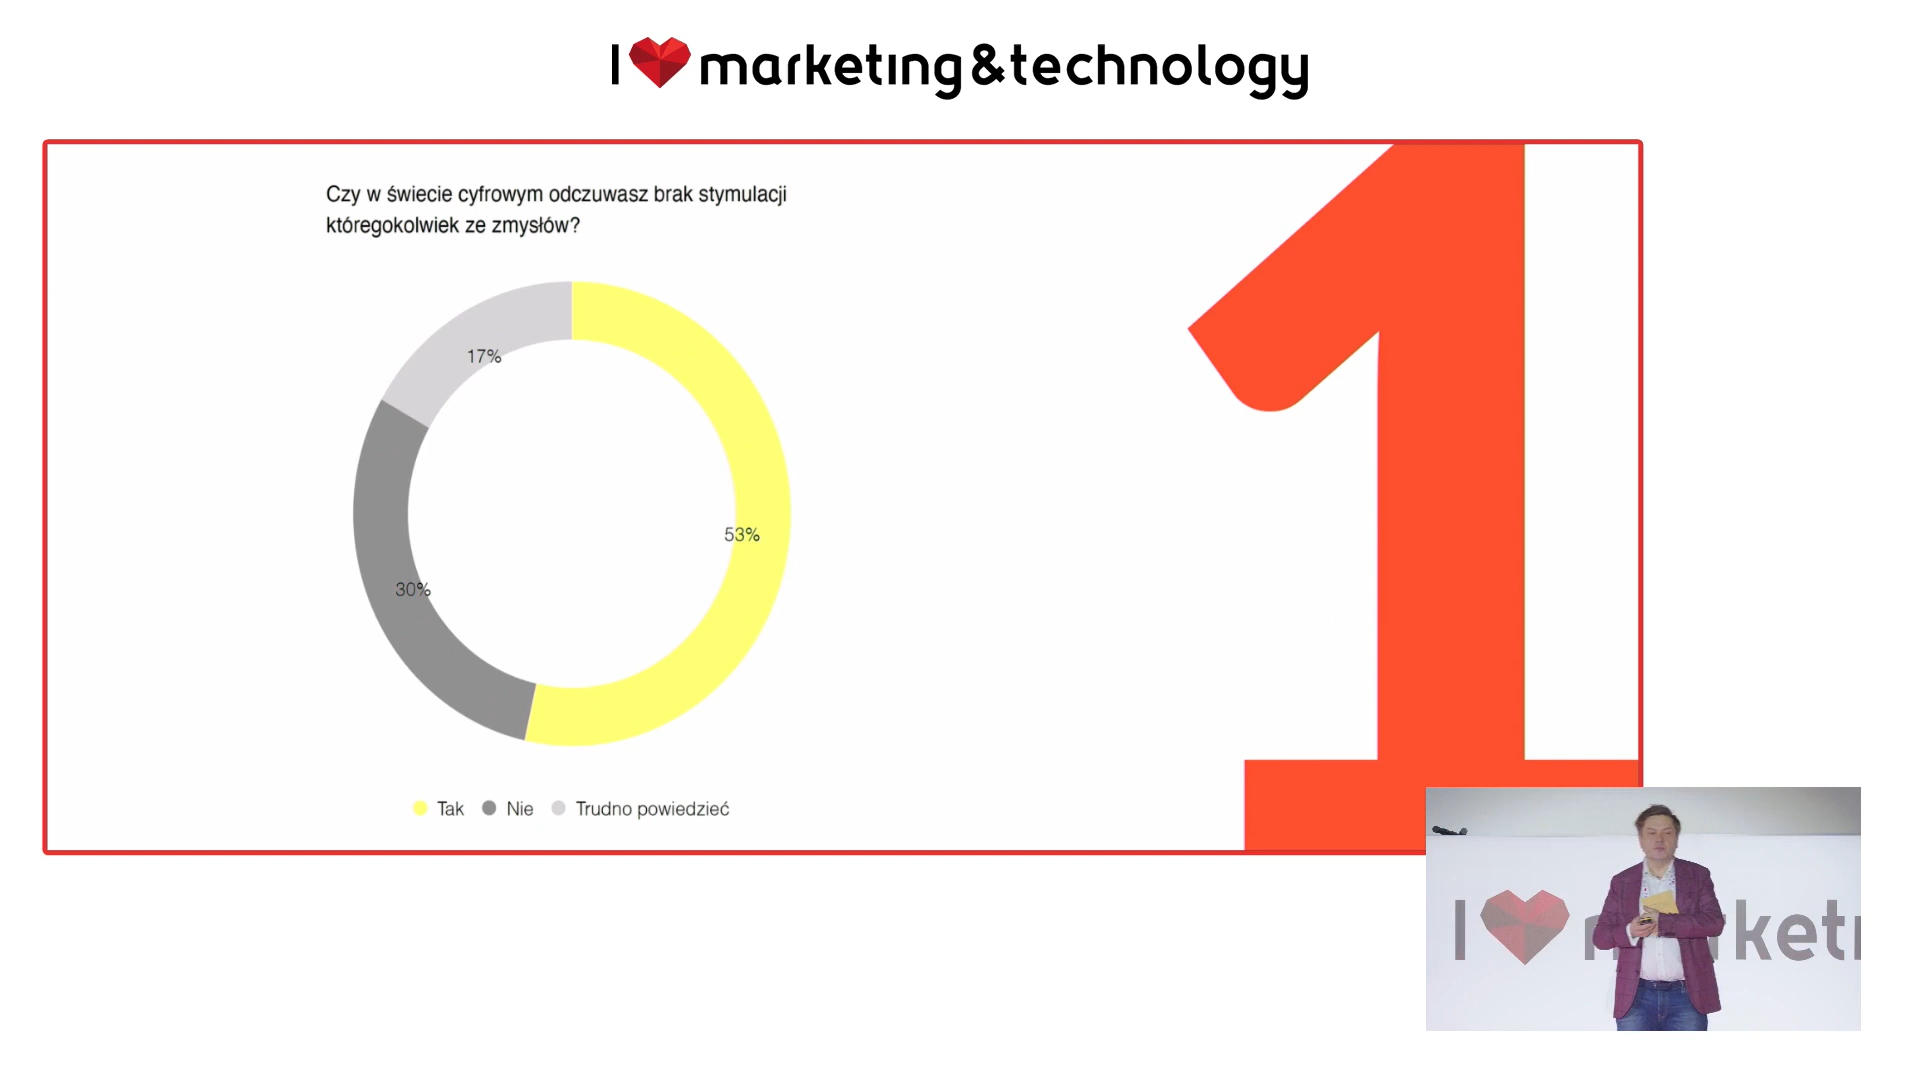 I marketing&technology
Czy w świecie cyfrowym odczuwasz brak stymulacji
któregokolwiek ze zmysłów?
17%
53%
30%
Tak Nie Trudno powiedzieć
1
I m ketı